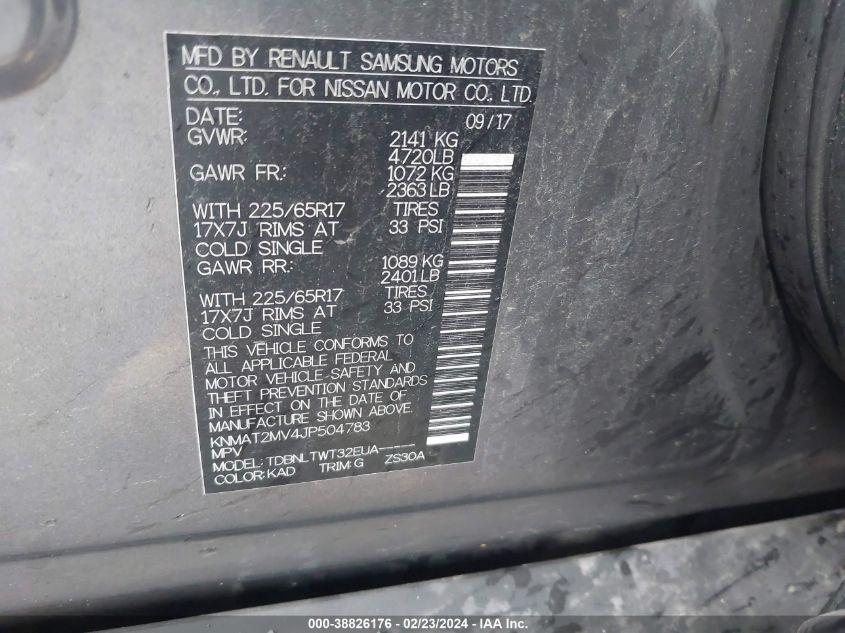 MFD BY RENAULT SAMSUNG MOTORS
CO., LTD. FOR NISSAN MOTOR CO., LTD.
DATE: 09/17
GVWR: 2141 KG
4720LB
GAWR FR.: 1072 KG
2363LB
WITH 225/65R17 TIRES
17X7J RIMS AT 33 PSI
COLD SINGLE
GAWR RR.: 1089 KG
2401LB
WITH 225/65R17 TIRES
17X7J RIMS AT 33 PSI
COLD SINGLE
THIS VEHICLE CONFORMS TO
ALL APPLICABLE FEDERAL
MOTOR VEHICLE SAFETY AND
THEFT PREVENTION STANDARDS
IN EFFECT ON THE DATE OF
MANUFACTURE SHOWN ABOVE.
KNMAT2MV4JP504783
MPV
MODEL: TDBNLTWT32EUA----
COLOR: KAD TRIM: G ZS30A
000-38826176 - 02/23/2024 - IAA Inc.